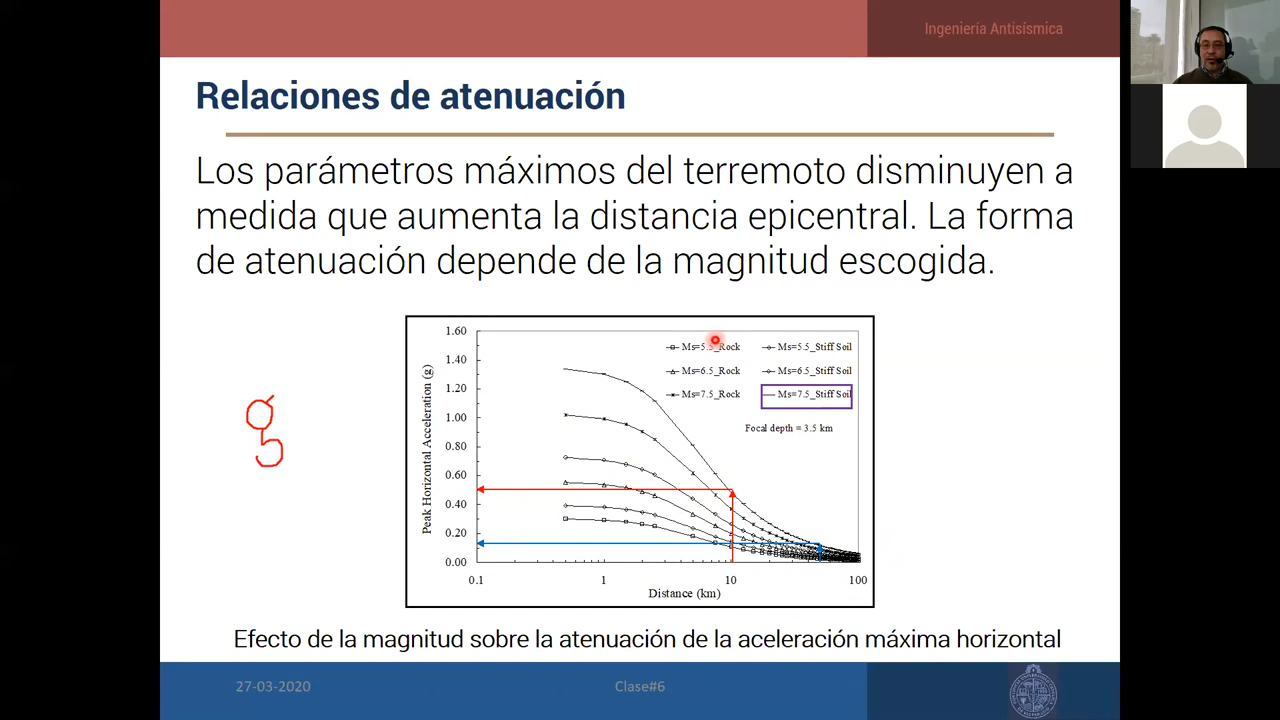 Ingeniería Antisísmica
Relaciones de atenuación
Los parámetros máximos del terremoto disminuyen a
medida que aumenta la distancia epicentral. La forma
de atenuación depende de la magnitud escogida.
g
Peak Horizontal Acceleration (g)
1.60
1.40
1.20
1.00
0.80
0.60
0.40
0.20
0.00
Ms=5.5_Rock
Ms=5.5_Stiff Soil
Ms=6.5_Rock
Ms=6.5_Stiff Soil
Ms=7.5_Rock
Ms=7.5_Stiff Soil
Focal depth = 3.5 km
0.1 1 10 100
Distance (km)
Efecto de la magnitud sobre la atenuación de la aceleración máxima horizontal
27-03-2020
Clase#6